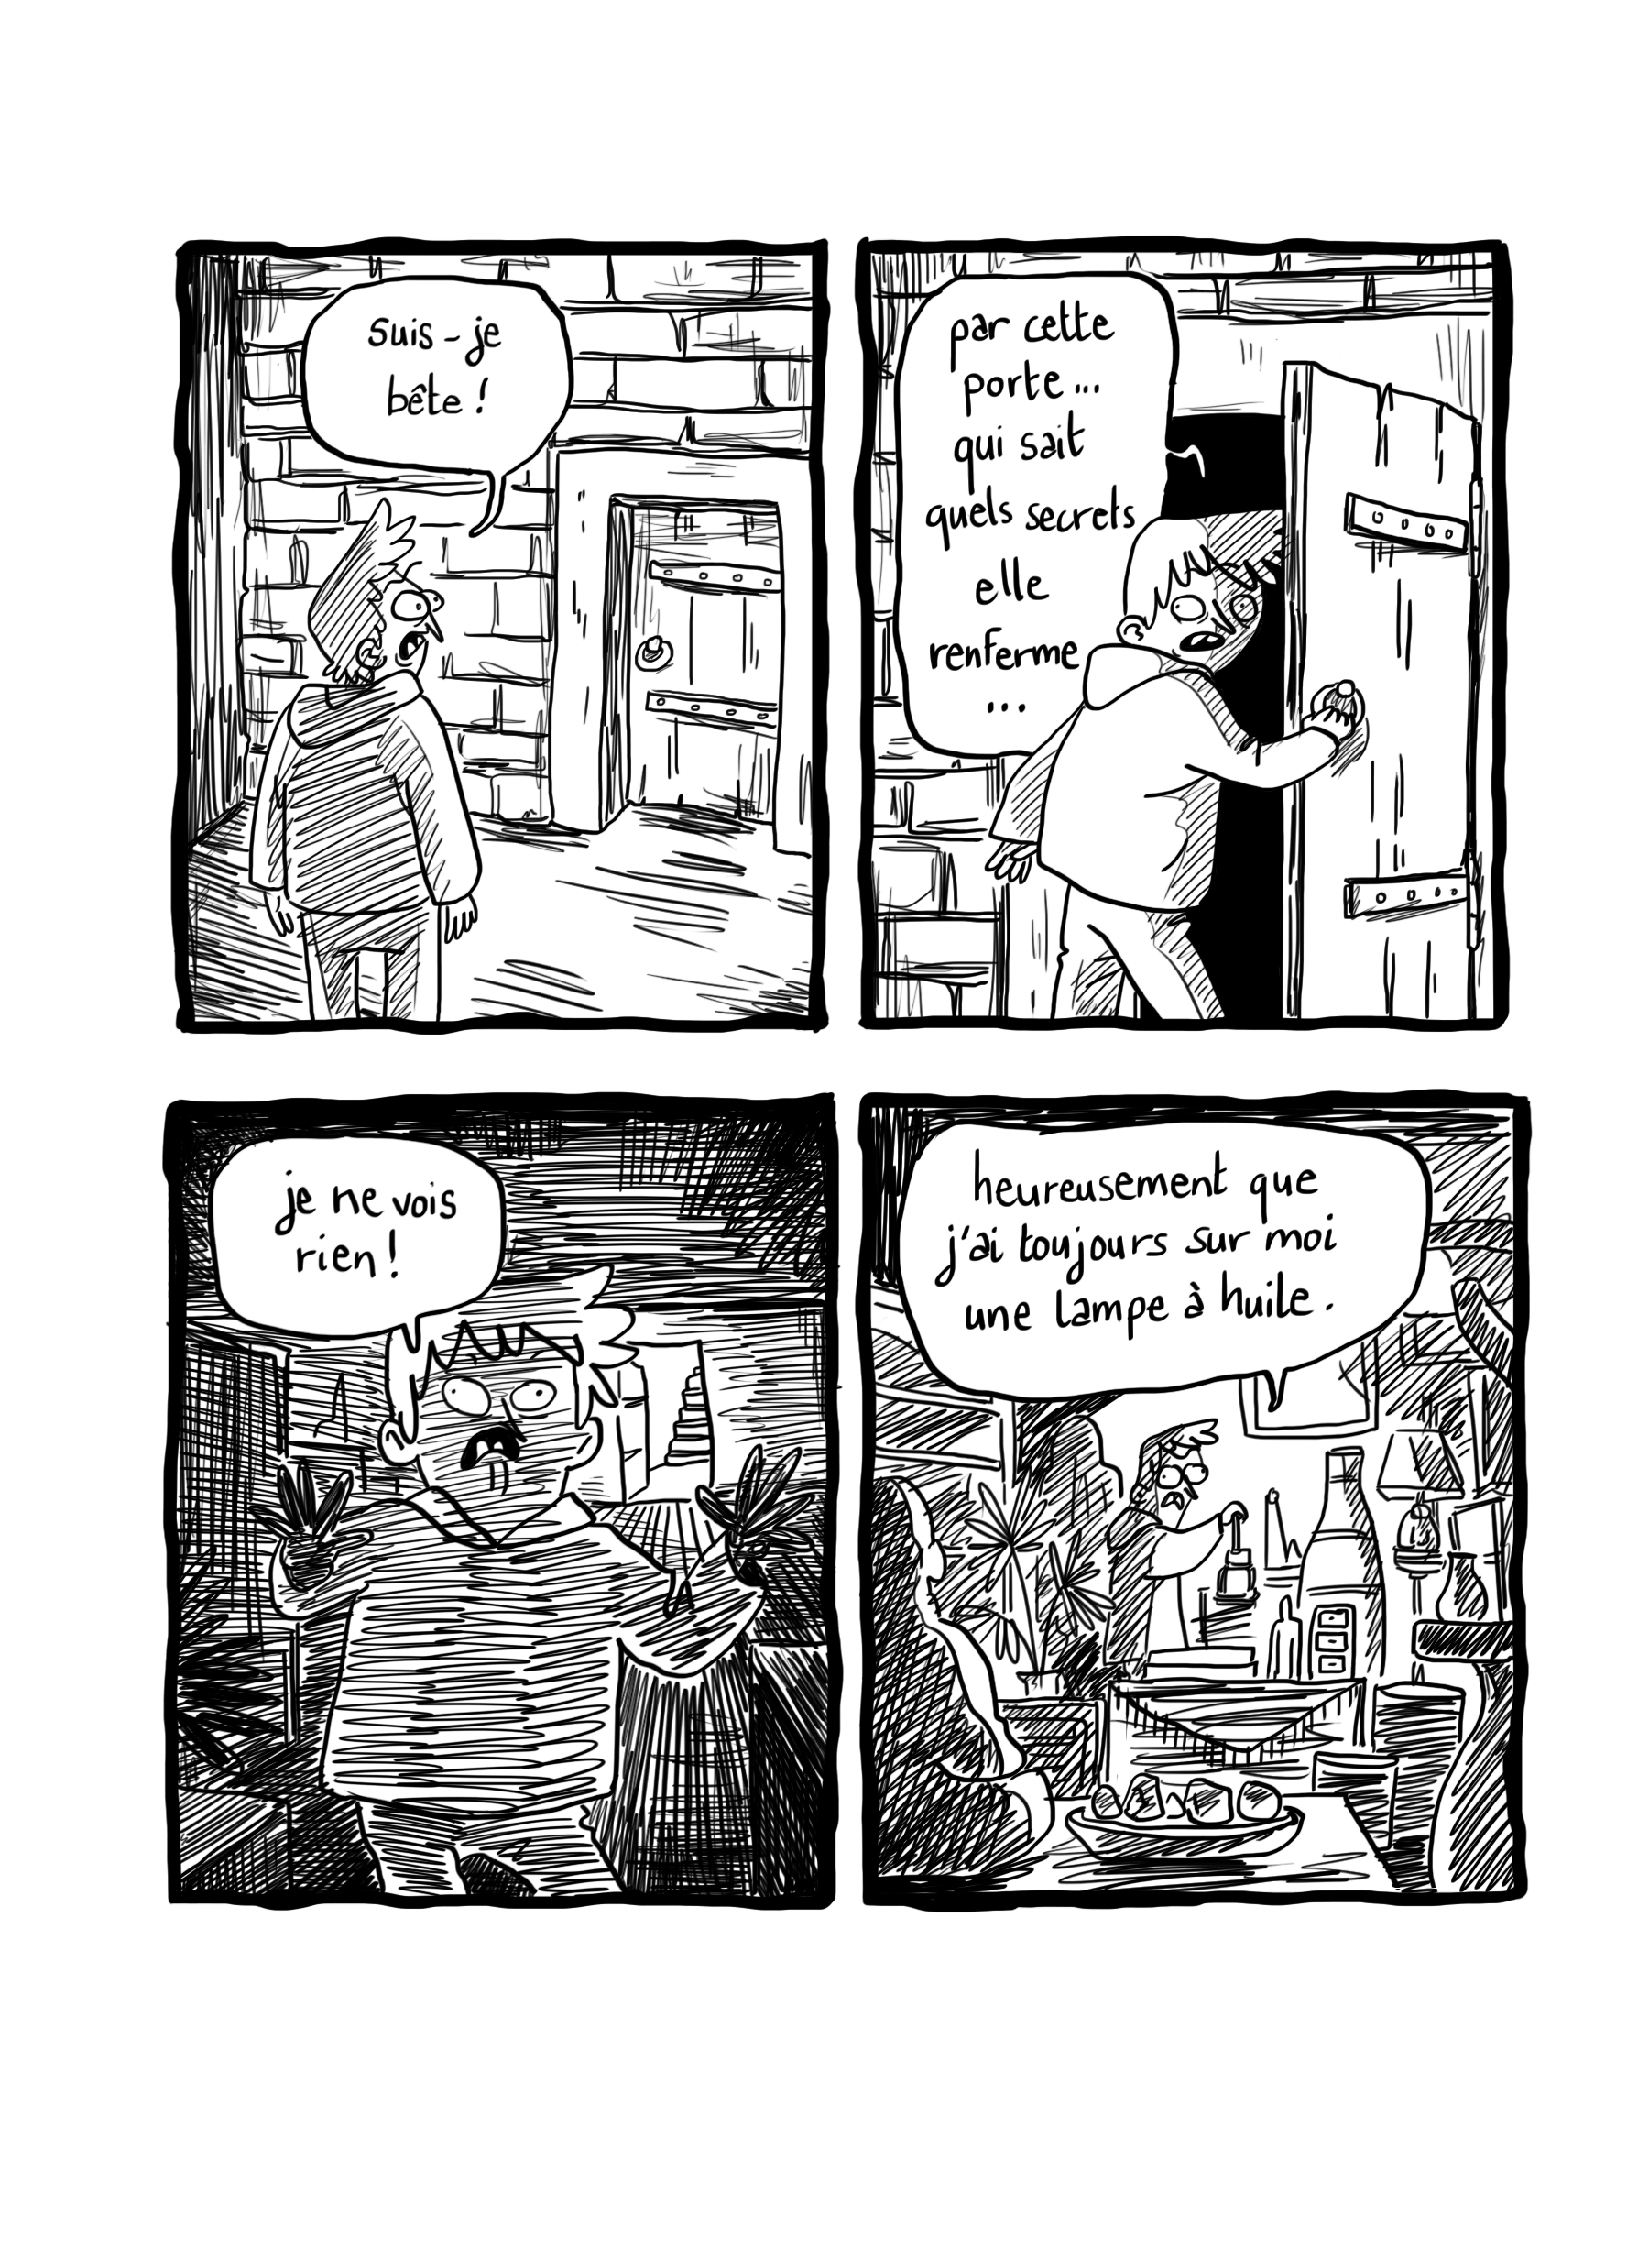 suis-je
bête !
par cette
porte...
qui sait
quels secrets
elle
renferme
...
je ne vois
rien !
heureusement que
j'ai toujours sur moi
une lampe à huile.